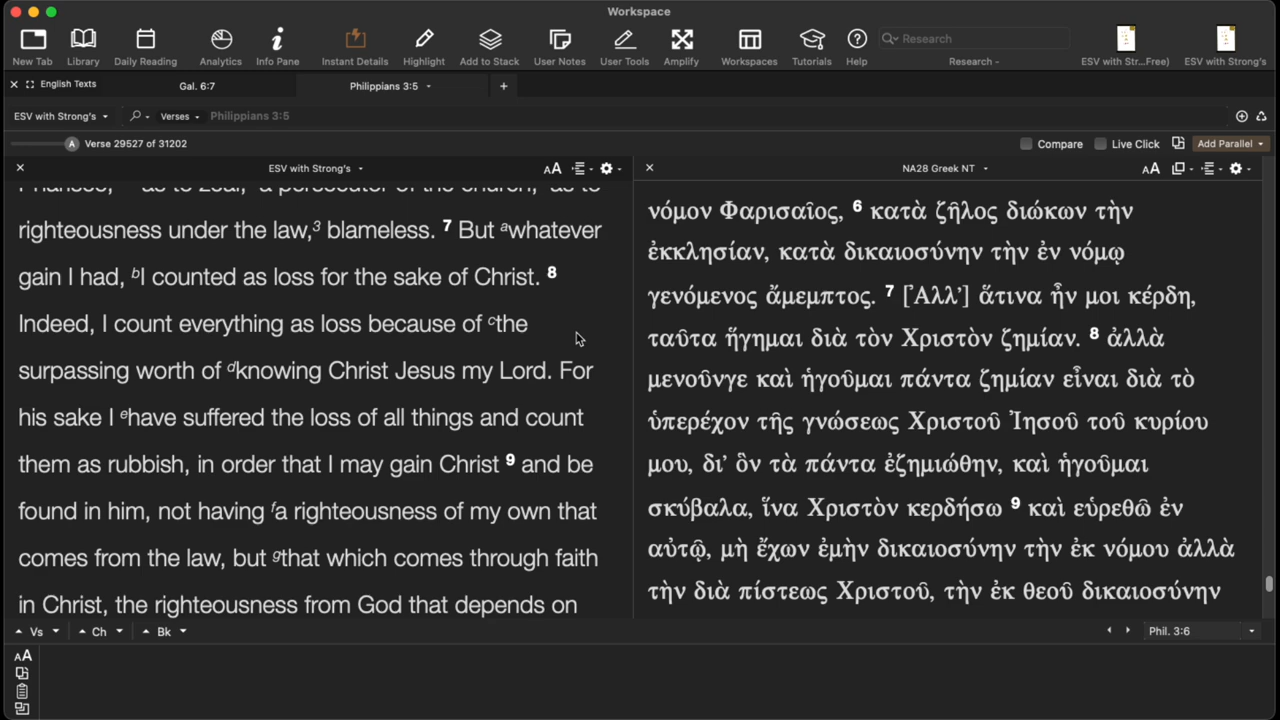 Workspace
New Tab Library Daily Reading Analytics Info Pane Instant Details Highlight Add to Stack User Notes User Tools Amplify Workspaces Tutorials Help Research Research ESV with Str...Free) ESV with Strong's
English Texts Gal. 6:7 Philippians 3:5 +
ESV with Strong's Verses Philippians 3:5
A Verse 29527 of 31202 Compare Live Click Add Parallel
ESV with Strong's AA
righteousness under the law,3 blameless. 7 But awhatever
gain I had, bI counted as loss for the sake of Christ. 8
Indeed, I count everything as loss because of cthe
surpassing worth of dknowing Christ Jesus my Lord. For
his sake I ehave suffered the loss of all things and count
them as rubbish, in order that I may gain Christ 9 and be
found in him, not having fa righteousness of my own that
comes from the law, but gthat which comes through faith
in Christ, the righteousness from God that depends on
NA28 Greek NT AA
νόμον Φαρισαῖος, 6 κατὰ ζῆλος διώκων τὴν
ἐκκλησίαν, κατὰ δικαιοσύνην τὴν ἐν νόμῳ
γενόμενος ἄμεμπτος. 7 [Ἀλλ’] ἅτινα ἦν μοι κέρδη,
ταῦτα ἥγημαι διὰ τὸν Χριστὸν ζημίαν. 8 ἀλλὰ
μενοῦνγε καὶ ἡγοῦμαι πάντα ζημίαν εἶναι διὰ τὸ
ὑπερέχον τῆς γνώσεως Χριστοῦ Ἰησοῦ τοῦ κυρίου
μου, δι’ ὃν τὰ πάντα ἐζημιώθην, καὶ ἡγοῦμαι
σκύβαλα, ἵνα Χριστὸν κερδήσω 9 καὶ εὑρεθῶ ἐν
αὐτῷ, μὴ ἔχων ἐμὴν δικαιοσύνην τὴν ἐκ νόμου ἀλλὰ
τὴν διὰ πίστεως Χριστοῦ, τὴν ἐκ θεοῦ δικαιοσύνην
Vs Ch Bk Phil. 3:6
AA